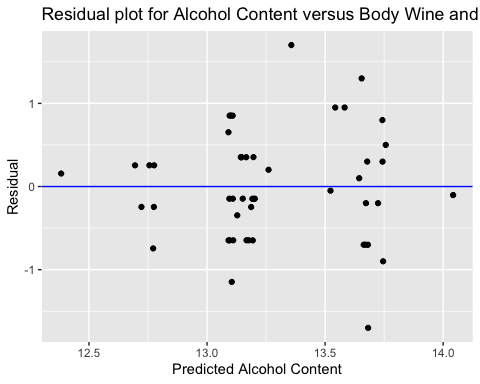 Residual plot for Alcohol Content versus Body Wine and
1
0
-1
Residual
12.5 13.0 13.5 14.0
Predicted Alcohol Content